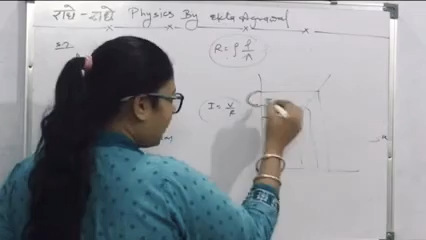 राधे - राधे Physics By ekta agrawal
R = ρ l/A
I = V/R